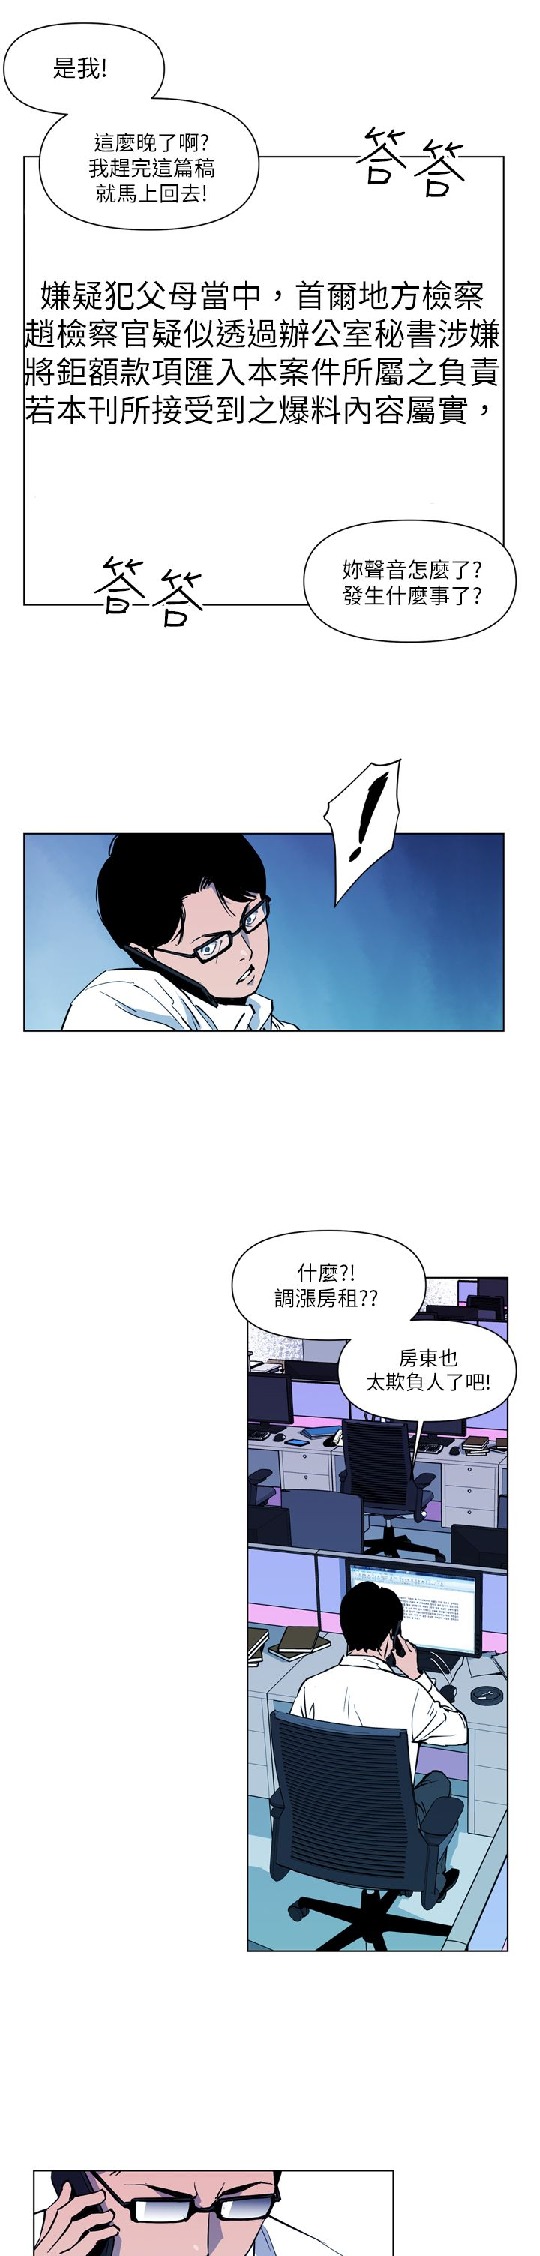 是我!
這麼晚了啊?
我趕完這篇稿
就馬上回去!
答答
嫌疑犯父母當中，首爾地方檢察
趙檢察官疑似透過辦公室秘書涉嫌
將鉅額款項匯入本案件所屬之負責
若本刊所接受到之爆料內容屬實，
答答
妳聲音怎麼了?
發生什麼事了?
!
什麼?!
調漲房租??
房東也
太欺負人了吧!